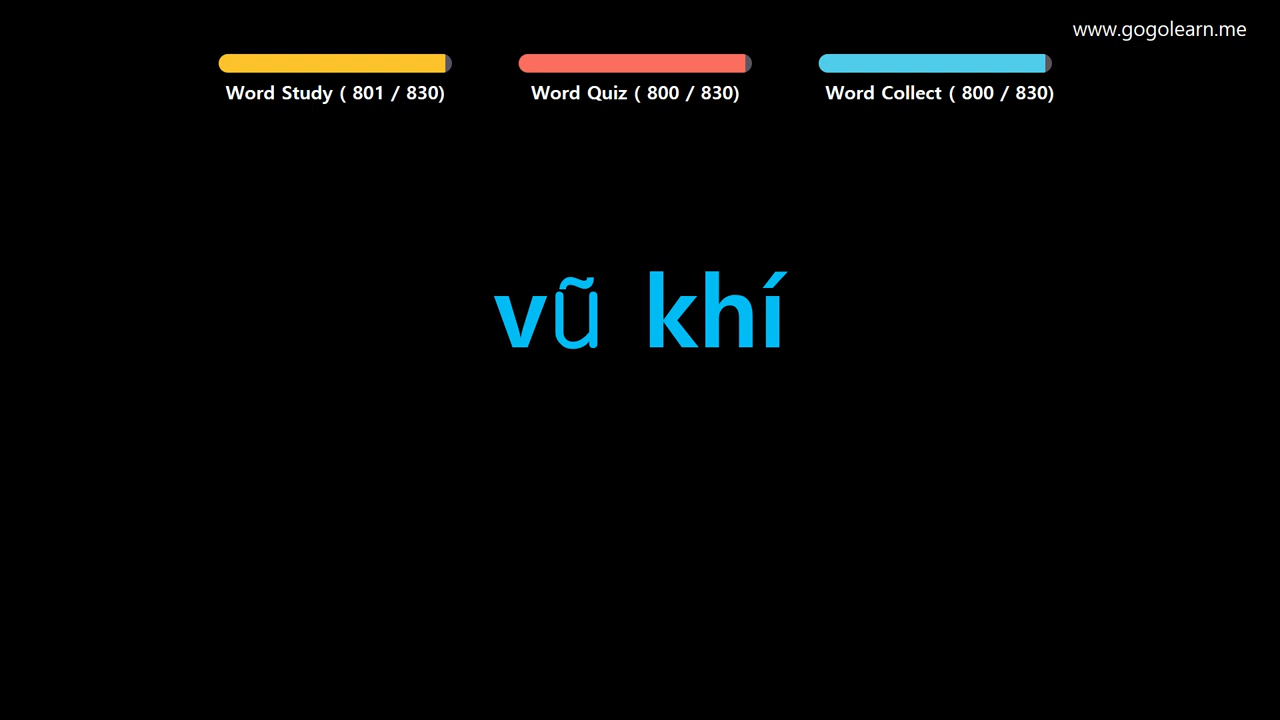 www.gogolearn.me
Word Study ( 801 / 830)
Word Quiz ( 800 / 830)
Word Collect ( 800 / 830)
vũ khí